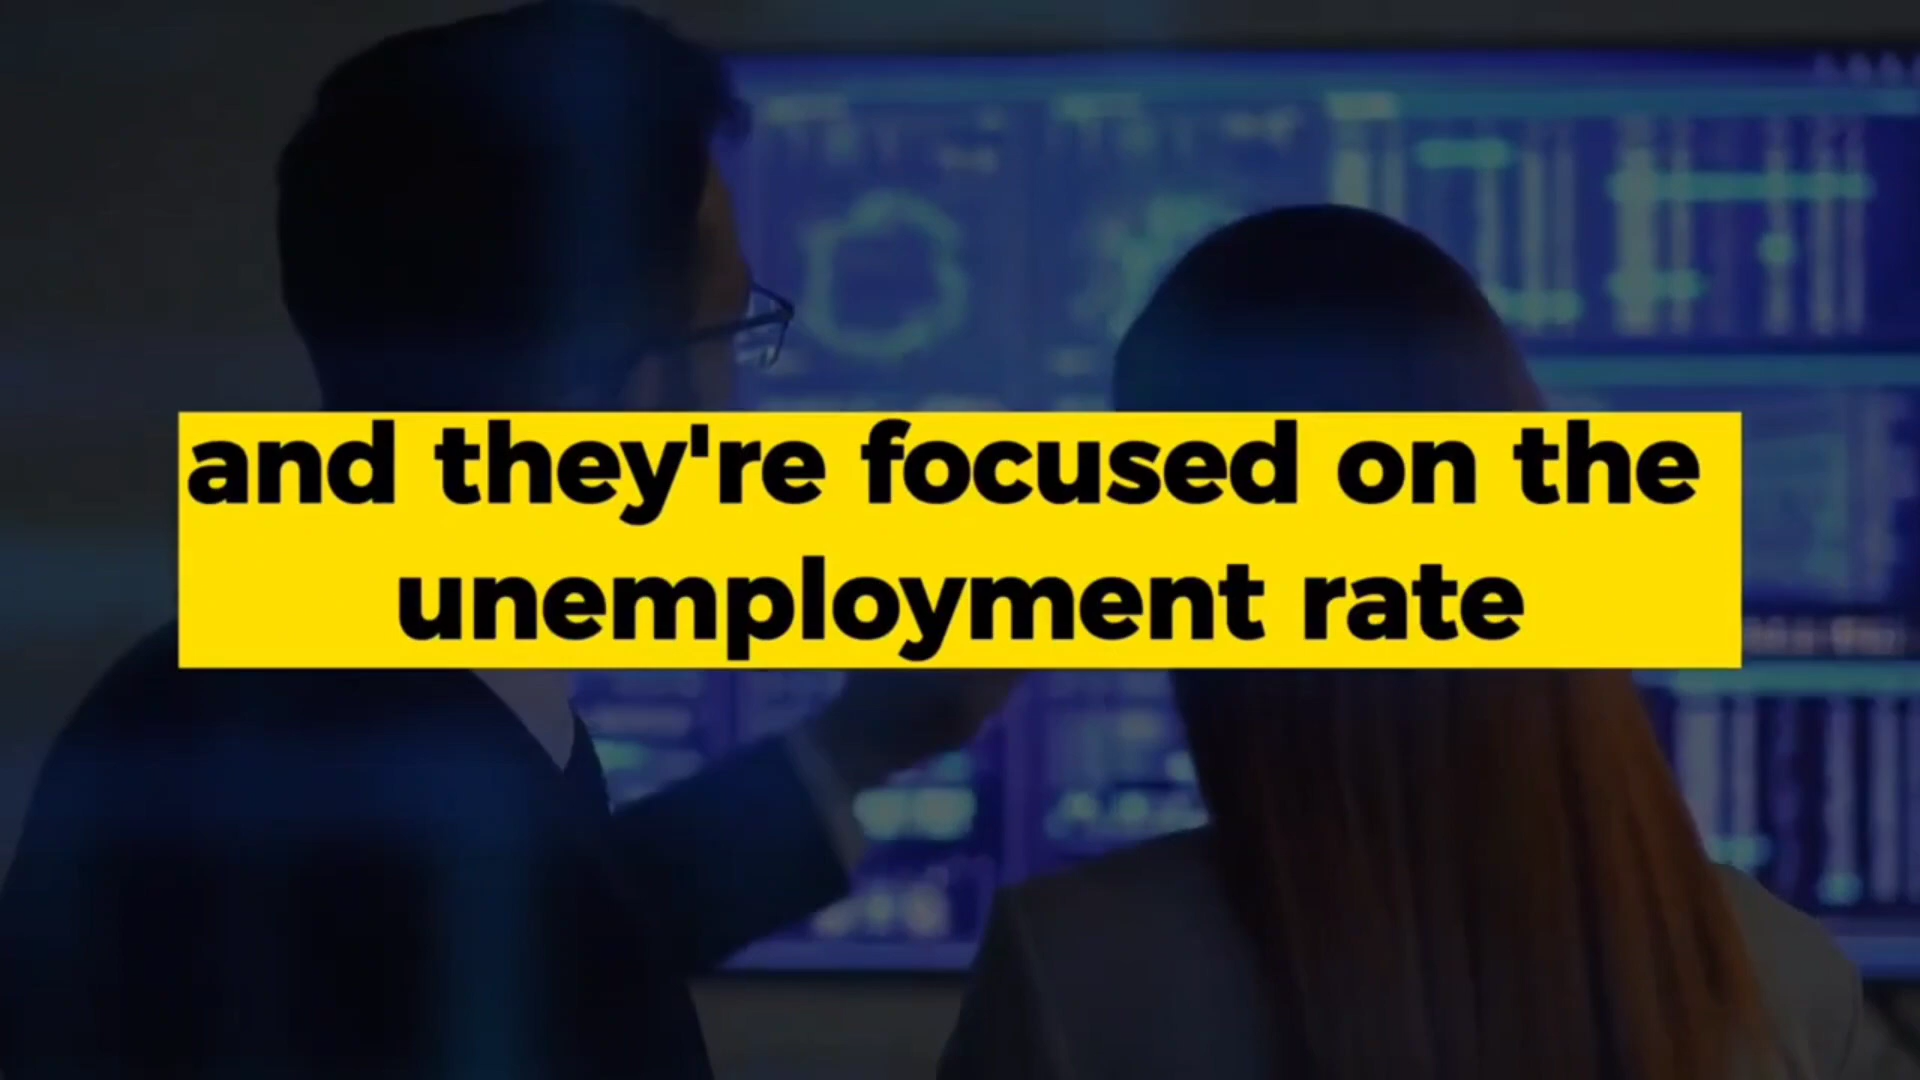 and they're focused on the
unemployment rate